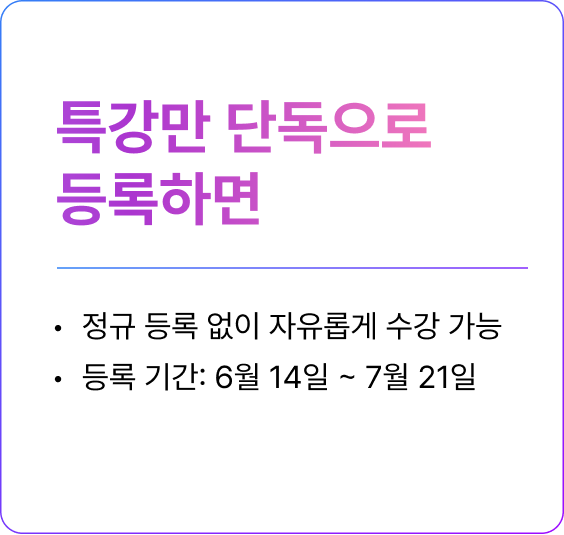 특강만 단독으로
등록하면
• 정규 등록 없이 자유롭게 수강 가능
• 등록 기간: 6월 14일 ~ 7월 21일